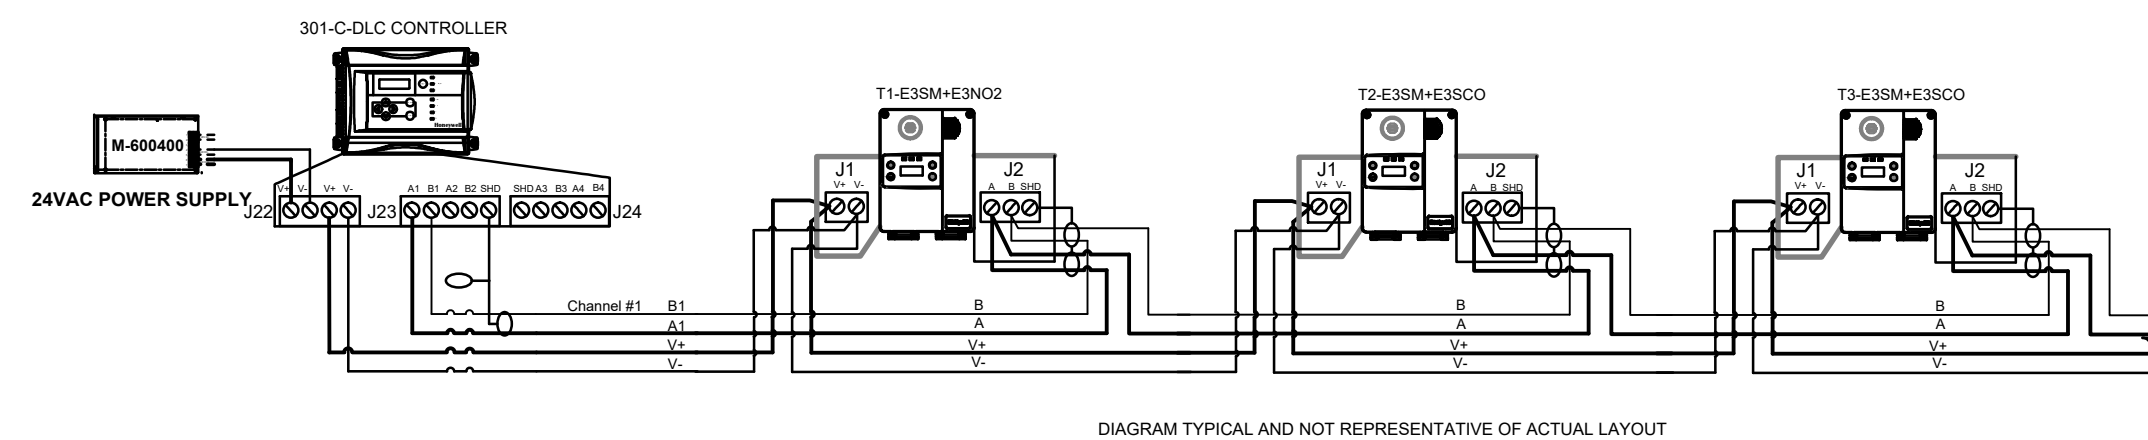 301-C-DLC CONTROLLER
Honeywell
M-600400
24VAC POWER SUPPLY
V+ V- V+ V-
J22
A1 B1 A2 B2 SHD
J23
SHD A3 B3 A4 B4
J24
Channel #1 B1
A1
V+
V-
T1-E3SM+E3NO2
J1
V+ V-
J2
A B SHD
B
A
V+
V-
T2-E3SM+E3SCO
J1
V+ V-
J2
A B SHD
B
A
V+
V-
T3-E3SM+E3SCO
J1
V+ V-
J2
A B SHD
B
A
V+
V-
DIAGRAM TYPICAL AND NOT REPRESENTATIVE OF ACTUAL LAYOUT